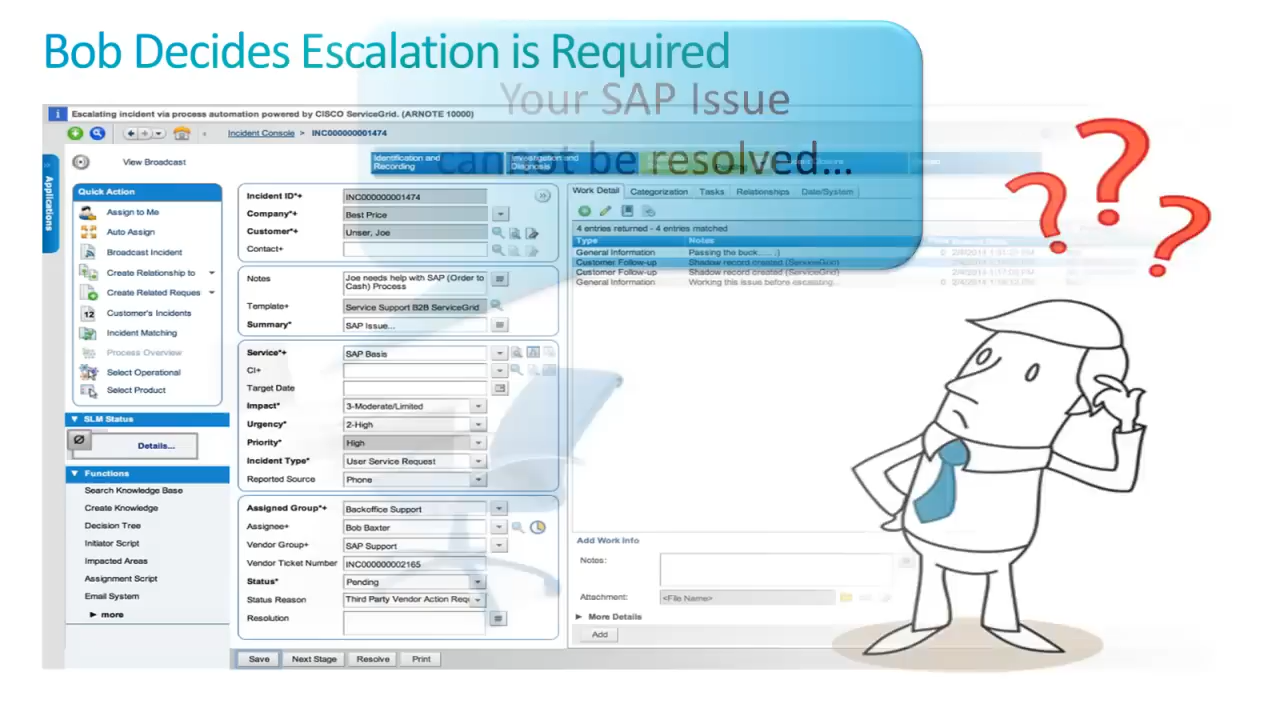 Bob Decides Escalation is Required
Your SAP Issue
cannot be resolved...
Escalating incident via process automation powered by CISCO ServiceGrid. (ARNOTE 10000)
Incident Console > INC000000001474
View Broadcast
Identification and Recording
Investigation and Diagnosis
Applications
Quick Action
Assign to Me
Auto Assign
Broadcast Incident
Create Relationship to
Create Related Reques
12 Customer's Incidents
Incident Matching
Process Overview
Select Operational
Select Product
SLM Status
Details...
Functions
Search Knowledge Base
Create Knowledge
Decision Tree
Initiator Script
Impacted Areas
Assignment Script
Email System
more
Incident ID*+ INC000000001474
Company*+ Best Price
Customer*+ Unser, Joe
Contact+
Notes Joe needs help with SAP (Order to Cash) Process
Template+ Service Support B2B ServiceGrid
Summary* SAP Issue...
Service*+ SAP Basis
CI+
Target Date
Impact* 3-Moderate/Limited
Urgency* 2-High
Priority* High
Incident Type* User Service Request
Reported Source Phone
Assigned Group*+ Backoffice Support
Assignee+ Bob Baxter
Vendor Group+ SAP Support
Vendor Ticket Number INC000000002165
Status* Pending
Status Reason Third Party Vendor Action Requ
Resolution
Save Next Stage Resolve Print
Work Detail Categorization Tasks Relationships Date/System
4 entries returned - 4 entries matched
Type Notes
General Information Passing the buck.... ;)
Customer Follow-up Shadow record created (ServiceGrid)
Customer Follow-up Shadow record created (ServiceGrid)
General Information Working this issue before escalating...
Add Work Info
Notes:
Attachment: <File Name>
More Details
Add
???